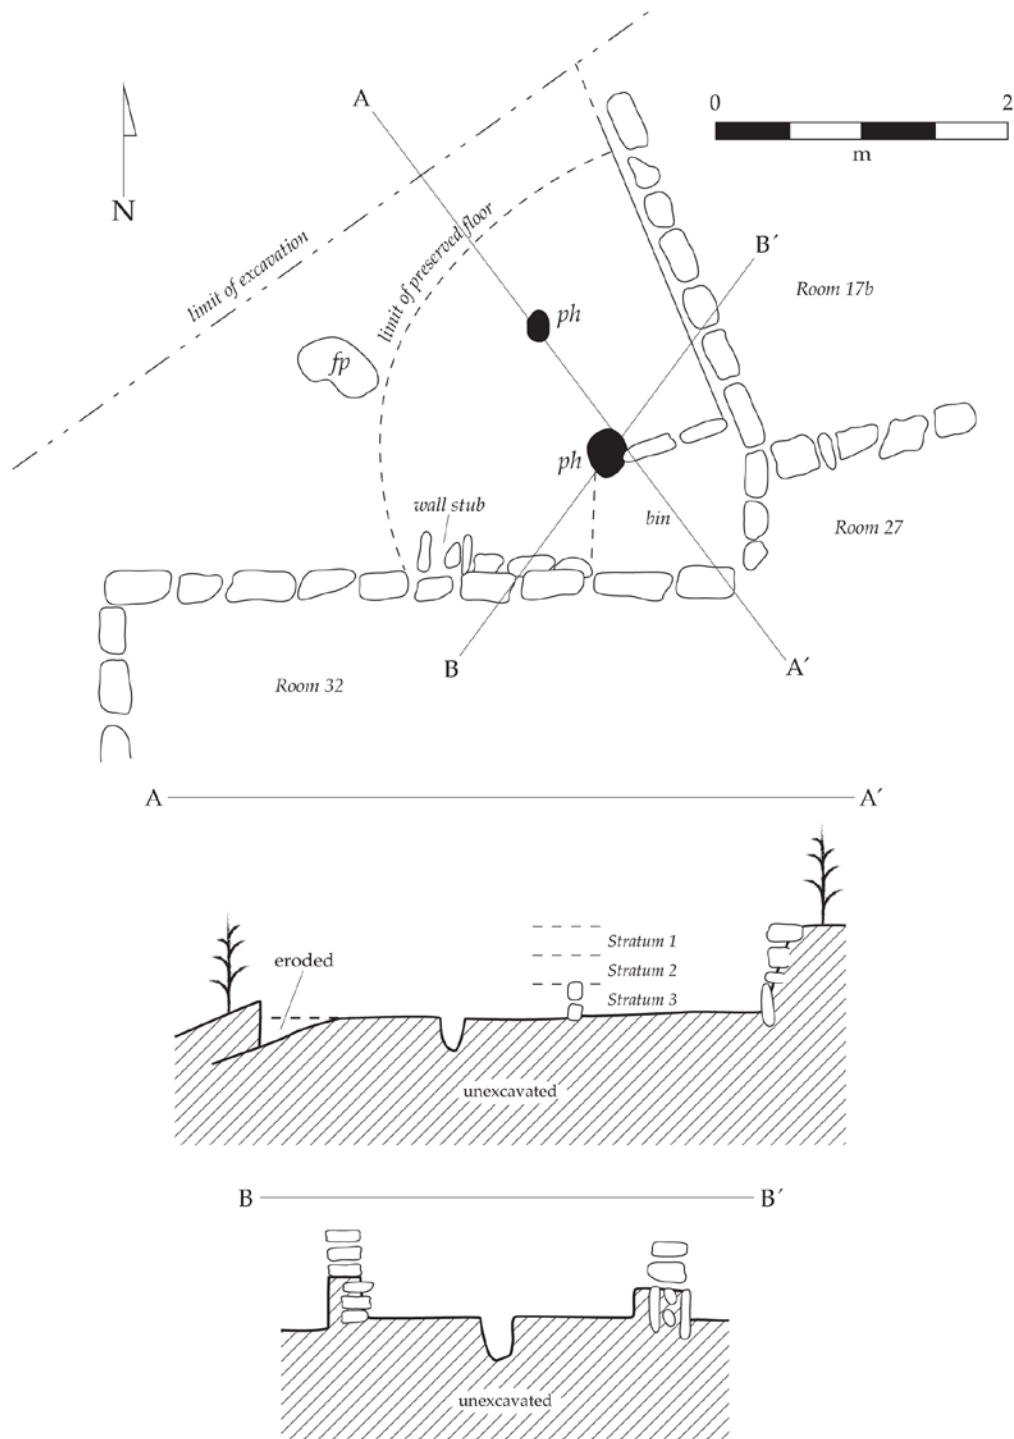 0 2
m
N
A
B´
limit of excavation
limit of preserved floor
Room 17b
ph
fp
ph
wall stub
bin
Room 27
B
A´
Room 32
A A´
eroded
Stratum 1
Stratum 2
Stratum 3
unexcavated
B B´
unexcavated